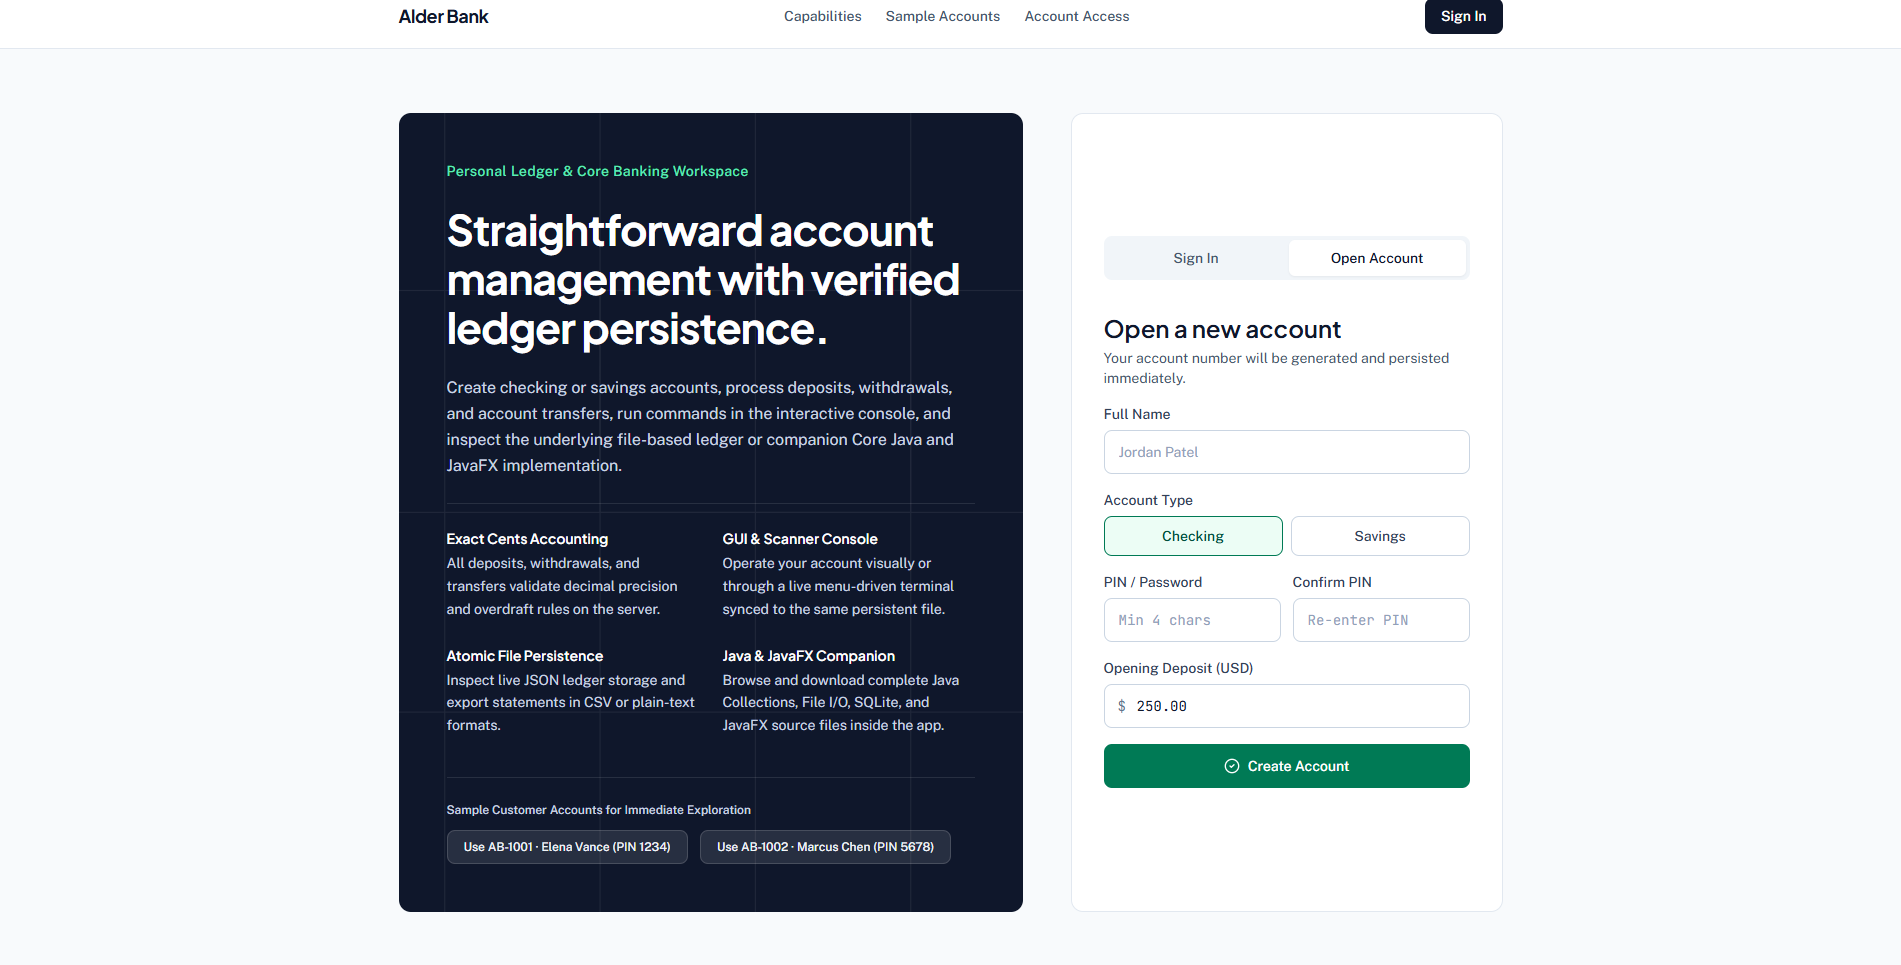 Alder Bank
Capabilities
Sample Accounts
Account Access
Sign In
Personal Ledger & Core Banking Workspace
Straightforward account
management with verified
ledger persistence.
Create checking or savings accounts, process deposits, withdrawals,
and account transfers, run commands in the interactive console, and
inspect the underlying file-based ledger or companion Core Java and
JavaFX implementation.
Exact Cents Accounting
All deposits, withdrawals, and
transfers validate decimal precision
and overdraft rules on the server.
GUI & Scanner Console
Operate your account visually or
through a live menu-driven terminal
synced to the same persistent file.
Atomic File Persistence
Inspect live JSON ledger storage and
export statements in CSV or plain-text
formats.
Java & JavaFX Companion
Browse and download complete Java
Collections, File I/O, SQLite, and
JavaFX source files inside the app.
Sample Customer Accounts for Immediate Exploration
Use AB-1001 · Elena Vance (PIN 1234)
Use AB-1002 · Marcus Chen (PIN 5678)
Sign In
Open Account
Open a new account
Your account number will be generated and persisted
immediately.
Full Name
Jordan Patel
Account Type
Checking
Savings
PIN / Password
Confirm PIN
Min 4 chars
Re-enter PIN
Opening Deposit (USD)
$ 250.00
Create Account